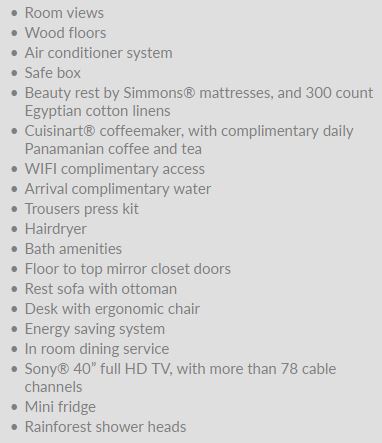 • Room views
• Wood floors
• Air conditioner system
• Safe box
• Beauty rest by Simmons® mattresses, and 300 count
Egyptian cotton linens
• Cuisinart® coffeemaker, with complimentary daily
Panamanian coffee and tea
• WIFI complimentary access
• Arrival complimentary water
• Trousers press kit
• Hairdryer
• Bath amenities
• Floor to top mirror closet doors
• Rest sofa with ottoman
• Desk with ergonomic chair
• Energy saving system
• In room dining service
• Sony® 40” full HD TV, with more than 78 cable
channels
• Mini fridge
• Rainforest shower heads